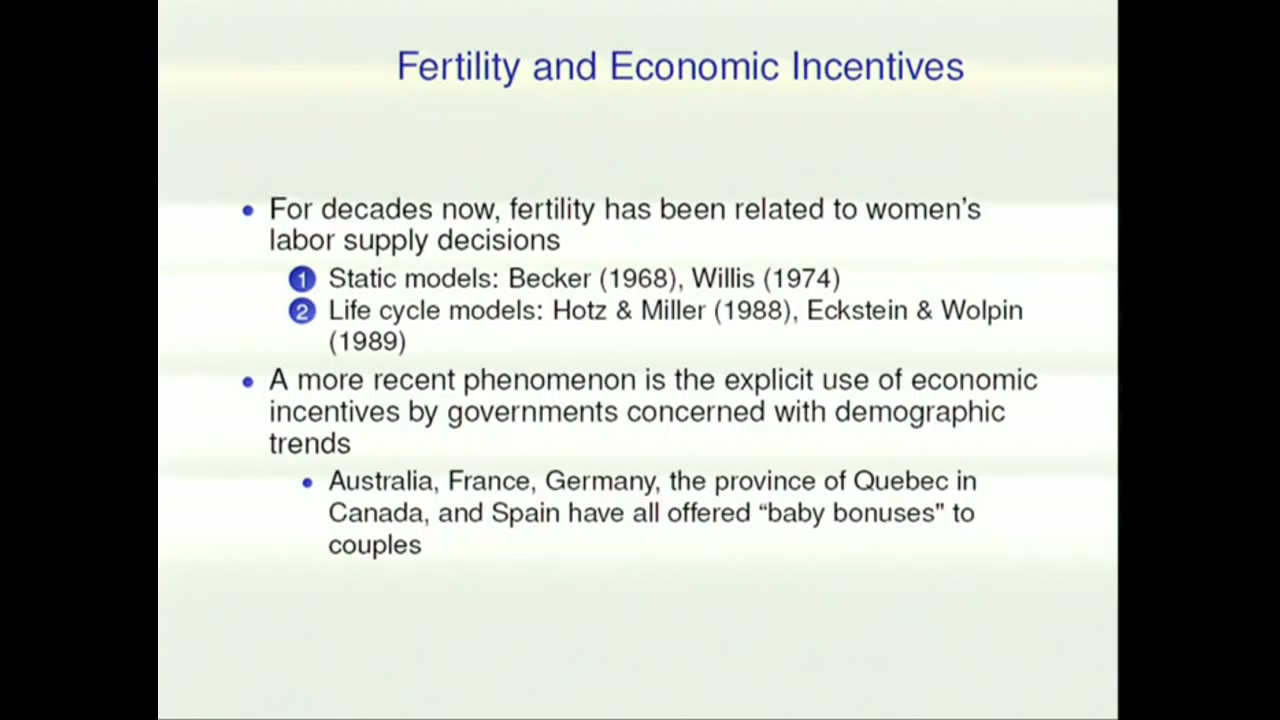 Fertility and Economic Incentives
• For decades now, fertility has been related to women's
labor supply decisions
1 Static models: Becker (1968), Willis (1974)
2 Life cycle models: Hotz & Miller (1988), Eckstein & Wolpin
(1989)
• A more recent phenomenon is the explicit use of economic
incentives by governments concerned with demographic
trends
• Australia, France, Germany, the province of Quebec in
Canada, and Spain have all offered “baby bonuses" to
couples